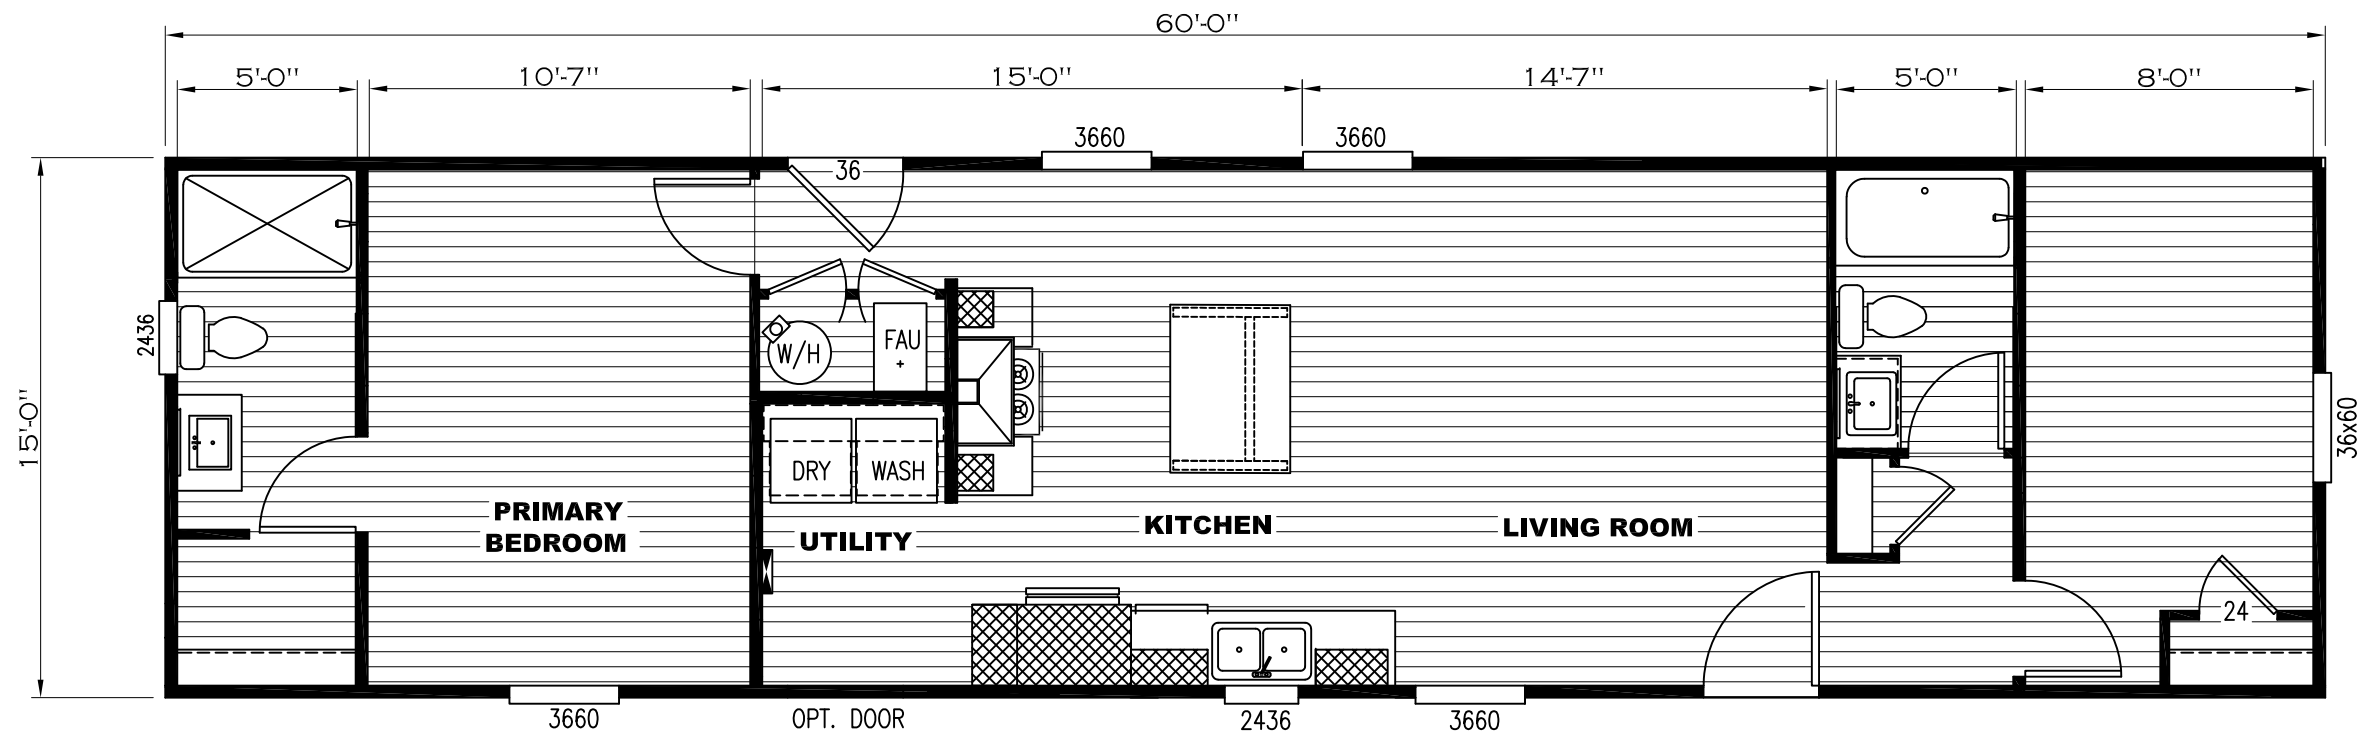 60'-0"
5'-0"
10'-7"
15'-0"
14'-7"
5'-0"
8'-0"
3660
3660
36
15'-0"
2436
W/H
FAU
+
DRY
WASH
36x60
PRIMARY
BEDROOM
UTILITY
KITCHEN
LIVING ROOM
24
3660
OPT. DOOR
2436
3660